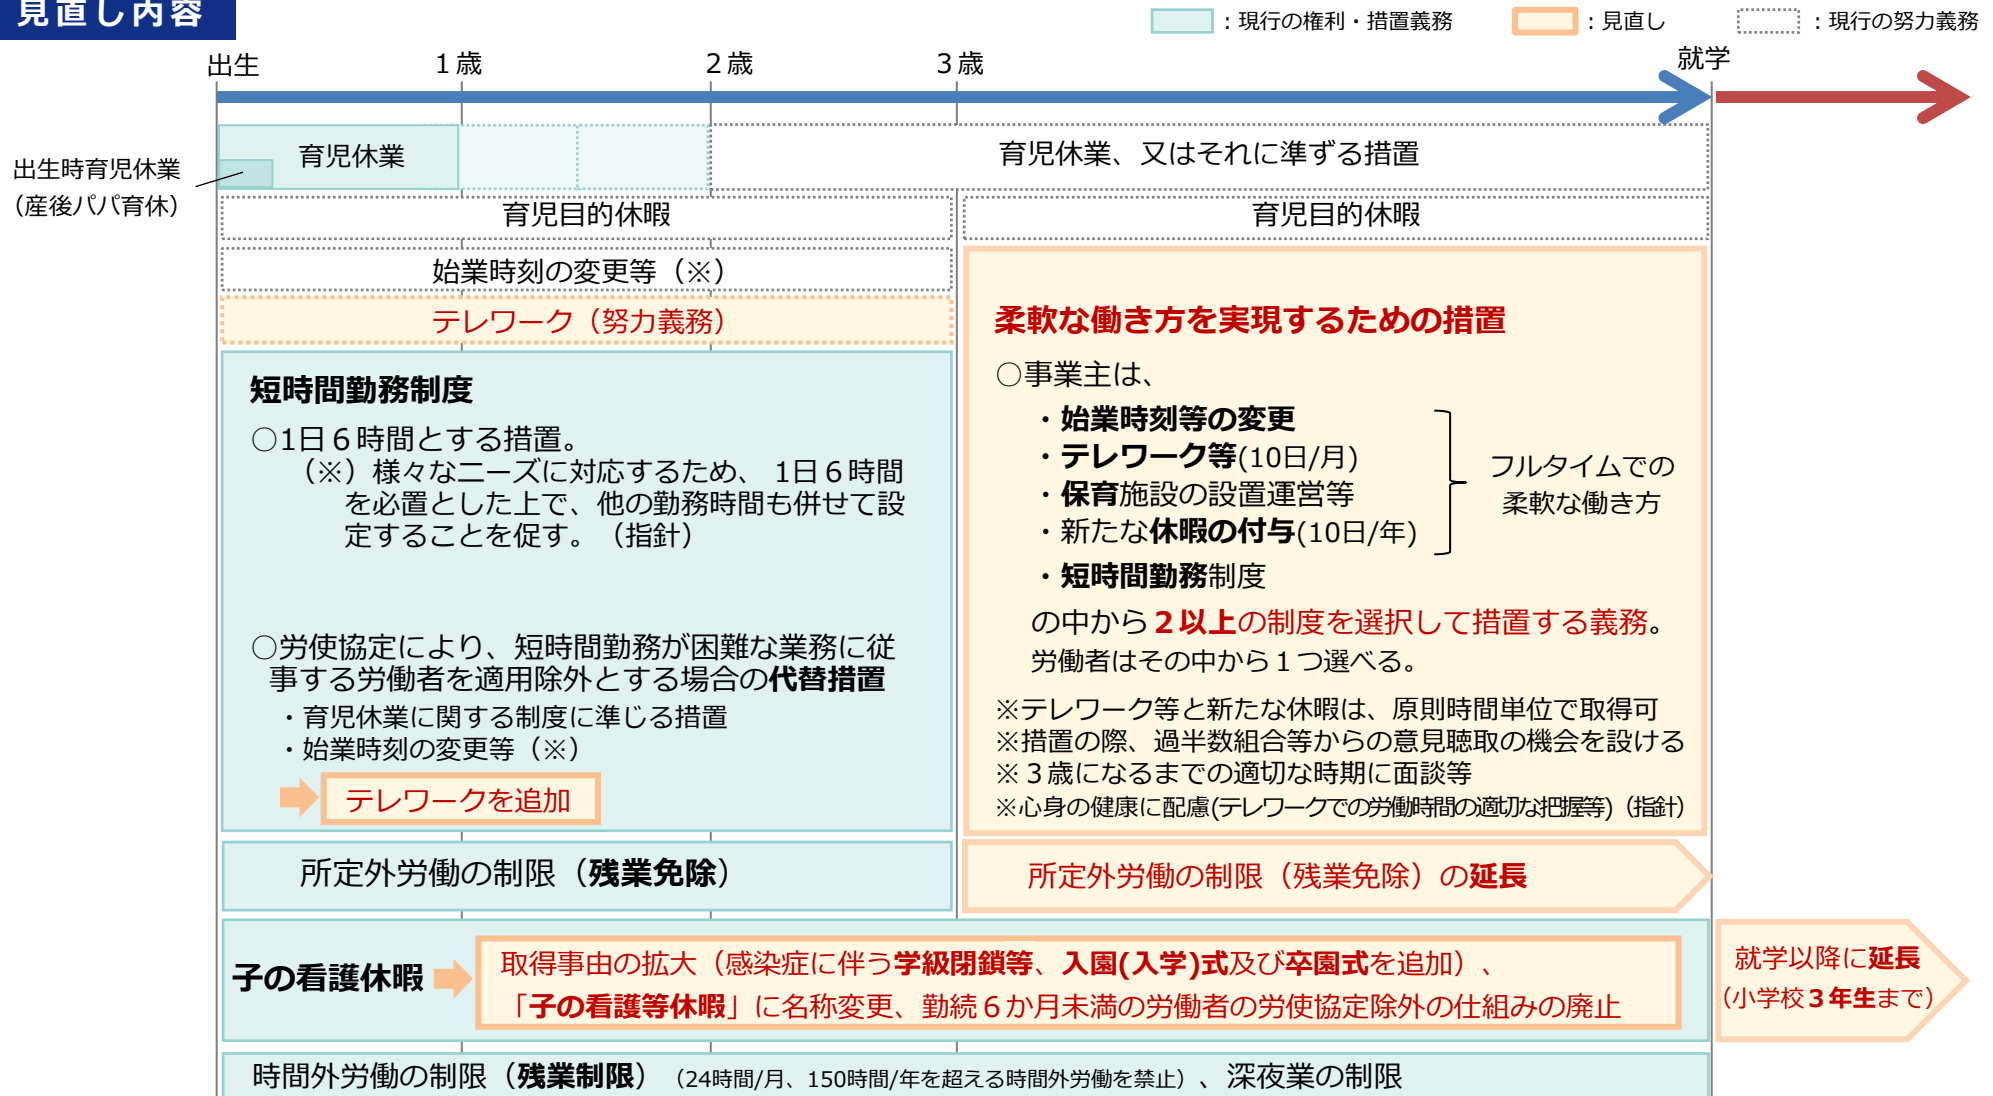 見直し内容
：現行の権利・措置義務
：見直し
：現行の努力義務
出生
１歳
２歳
３歳
就学
出生時育児休業
（産後パパ育休）
育児休業
育児休業、又はそれに準ずる措置
育児目的休暇
育児目的休暇
始業時刻の変更等（※）
テレワーク（努力義務）
短時間勤務制度
○1日６時間とする措置。
（※）様々なニーズに対応するため、 1日６時間
を必置とした上で、他の勤務時間も併せて設
定することを促す。（指針）
○労使協定により、短時間勤務が困難な業務に従
事する労働者を適用除外とする場合の代替措置
・育児休業に関する制度に準じる措置
・始業時刻の変更等（※）
テレワークを追加
柔軟な働き方を実現するための措置
○事業主は、
・始業時刻等の変更
・テレワーク等(10日/月)
・保育施設の設置運営等
・新たな休暇の付与(10日/年)
・短時間勤務制度
フルタイムでの
柔軟な働き方
の中から２以上の制度を選択して措置する義務。
労働者はその中から１つ選べる。
※テレワーク等と新たな休暇は、原則時間単位で取得可
※措置の際、過半数組合等からの意見聴取の機会を設ける
※３歳になるまでの適切な時期に面談等
※心身の健康に配慮(テレワークでの労働時間の適切な把握等)（指針）
所定外労働の制限（残業免除）
所定外労働の制限（残業免除）の延長
子の看護休暇
取得事由の拡大（感染症に伴う学級閉鎖等、入園(入学)式及び卒園式を追加）、
「子の看護等休暇」に名称変更、勤続６か月未満の労働者の労使協定除外の仕組みの廃止
就学以降に延長
（小学校３年生まで）
時間外労働の制限（残業制限）（24時間/月、150時間/年を超える時間外労働を禁止）、深夜業の制限